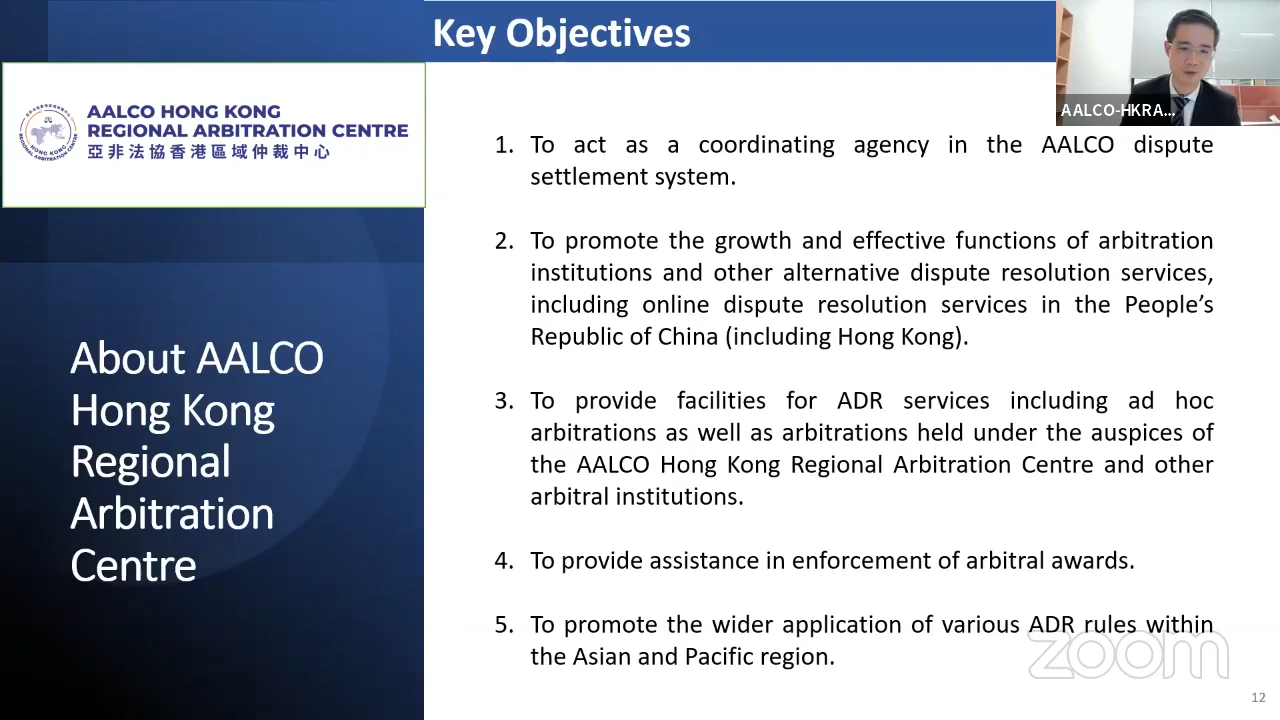 Key Objectives
AALCO HONG KONG
REGIONAL ARBITRATION CENTRE
亞非法協香港區域仲裁中心
HONG KONG
AALCO-HKRA...
About AALCO
Hong Kong
Regional
Arbitration
Centre
1. To act as a coordinating agency in the AALCO dispute
settlement system.
2. To promote the growth and effective functions of arbitration
institutions and other alternative dispute resolution services,
including online dispute resolution services in the People’s
Republic of China (including Hong Kong).
3. To provide facilities for ADR services including ad hoc
arbitrations as well as arbitrations held under the auspices of
the AALCO Hong Kong Regional Arbitration Centre and other
arbitral institutions.
4. To provide assistance in enforcement of arbitral awards.
5. To promote the wider application of various ADR rules within
the Asian and Pacific region.
zoom
12